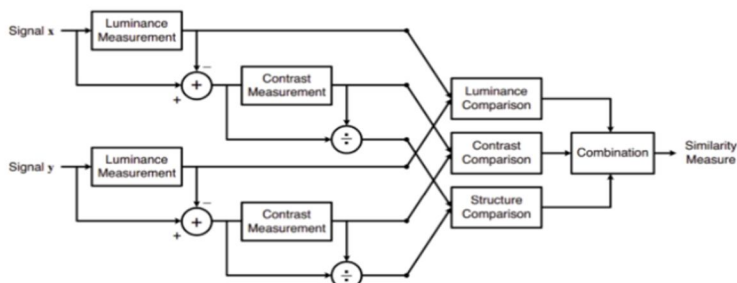 Signal x
Luminance
Measurement
−
+
+
Contrast
Measurement
÷
Signal y
Luminance
Measurement
−
+
+
Contrast
Measurement
÷
Luminance
Comparison
Contrast
Comparison
Structure
Comparison
Combination
Similarity
Measure